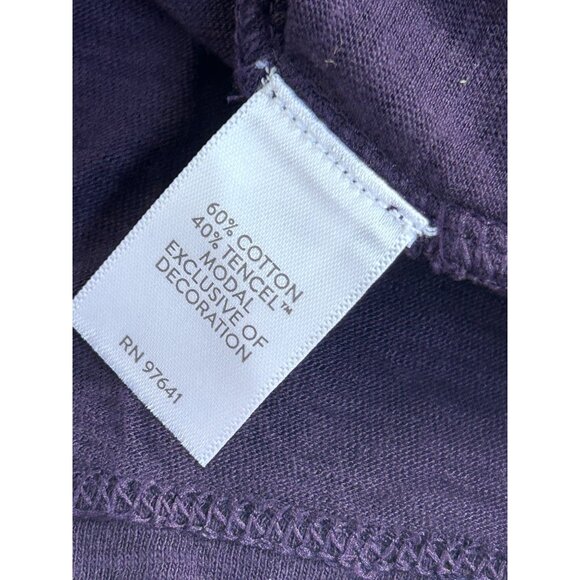 60% COTTON
40% TENCEL™
MODAL
EXCLUSIVE OF
DECORATION
RN 97641